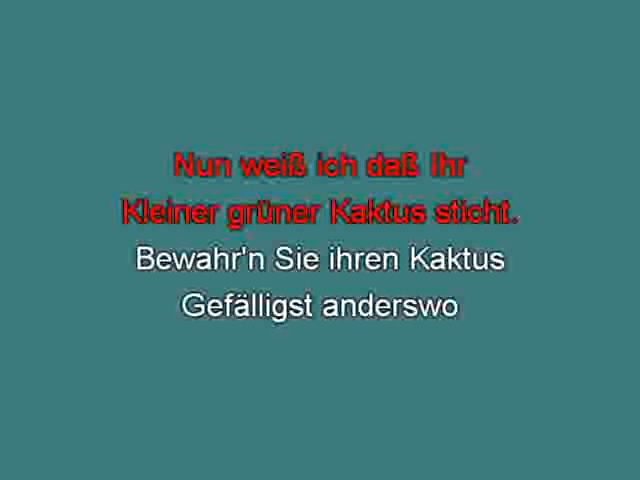 Nun weiß ich daß Ihr
Kleiner grüner Kaktus sticht.
Bewahr'n Sie ihren Kaktus
Gefälligst anderswo